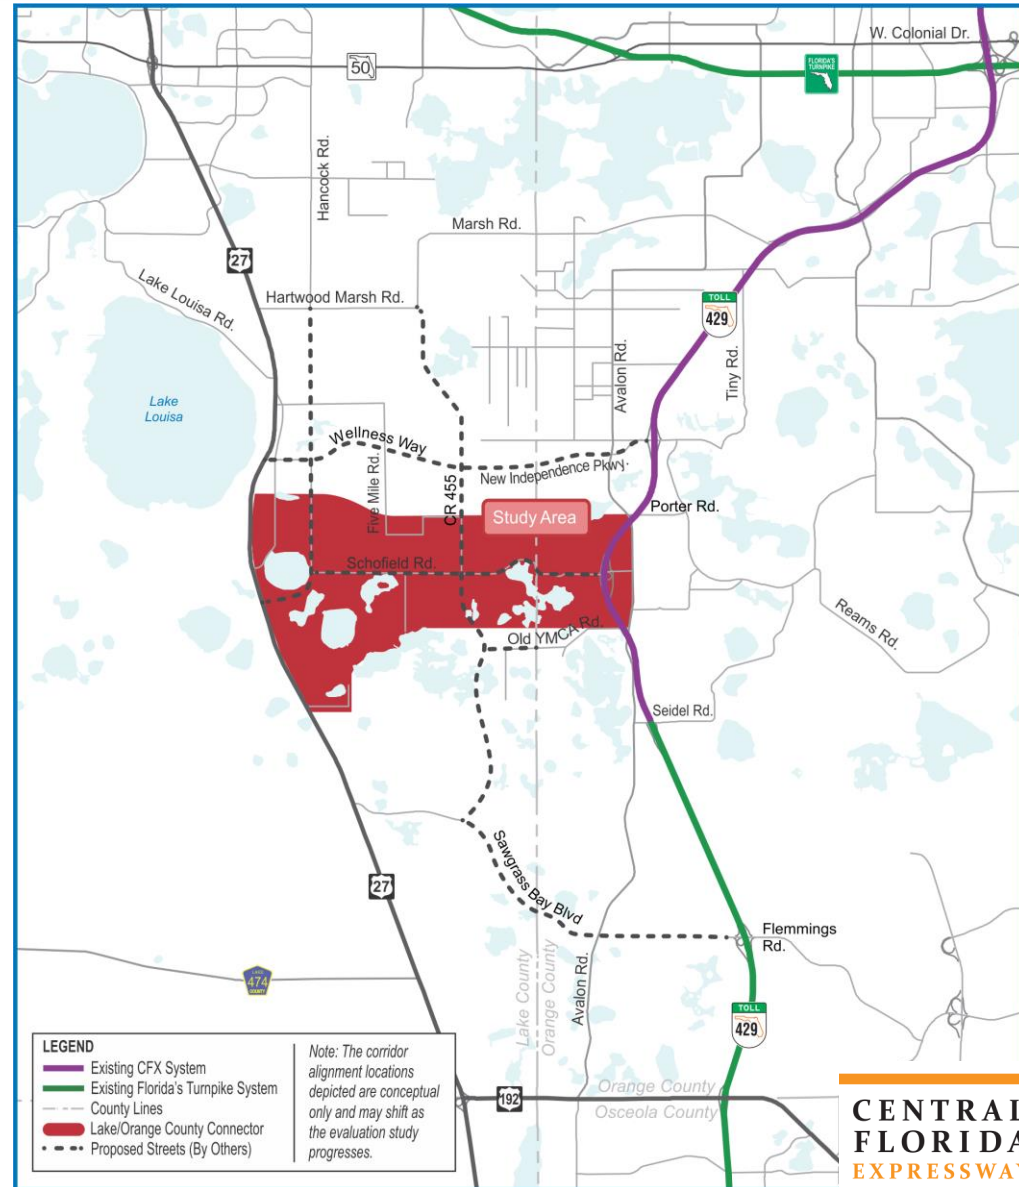 W. Colonial Dr.
50
FLORIDA'S
TURNPIKE
Hancock Rd.
Marsh Rd.
27
Lake Louisa Rd.
Hartwood Marsh Rd.
TOLL
429
Avalon Rd.
Tiny Rd.
Lake
Louisa
Wellness Way
New Independence Pkwy.
Five Mile Rd.
CR 455
Study Area
Porter Rd.
Schofield Rd.
Old YMCA Rd.
Reams Rd.
Seidel Rd.
Sawgrass Bay Blvd
27
Flemmings
Rd.
LAKE
474
COUNTY
Lake County
Orange County
Avalon Rd.
TOLL
429
Orange County
Osceola County
192
LEGEND
Existing CFX System
Existing Florida's Turnpike System
County Lines
Lake/Orange County Connector
Proposed Streets (By Others)
Note: The corridor
alignment locations
depicted are conceptual
only and may shift as
the evaluation study
progresses.
CENTRAL
FLORIDA
EXPRESSWAY